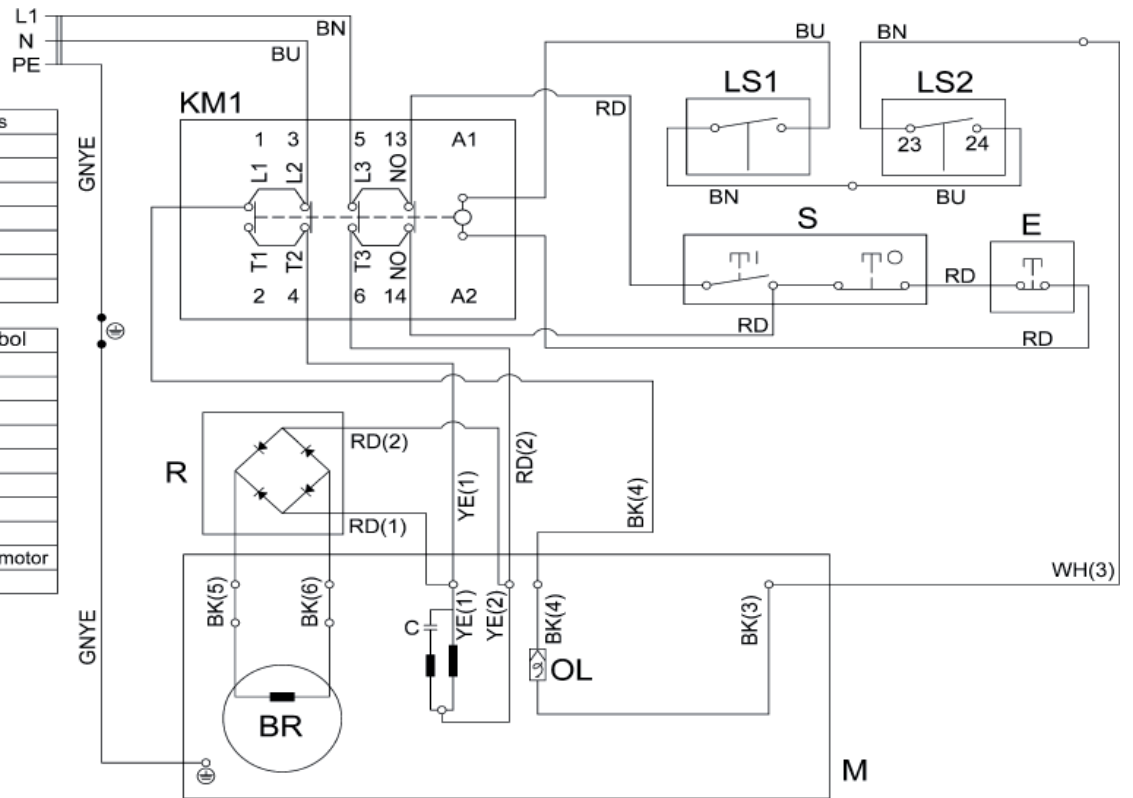 L1
N
PE
BN
BU
GNYE
s
bol
motor
GNYE
KM1
1 3 5 13 A1
L1 L2 L3 NO
T1 T2 T3 NO
2 4 6 14 A2
BU
BN
RD
LS1
LS2
23 24
BN
BU
S
E
I
O
RD
RD
RD
R
RD(2)
RD(1)
YE(1)
RD(2)
BK(4)
WH(3)
BK(5)
BK(6)
C
YE(1)
YE(2)
BK(4)
BK(3)
OL
BR
M